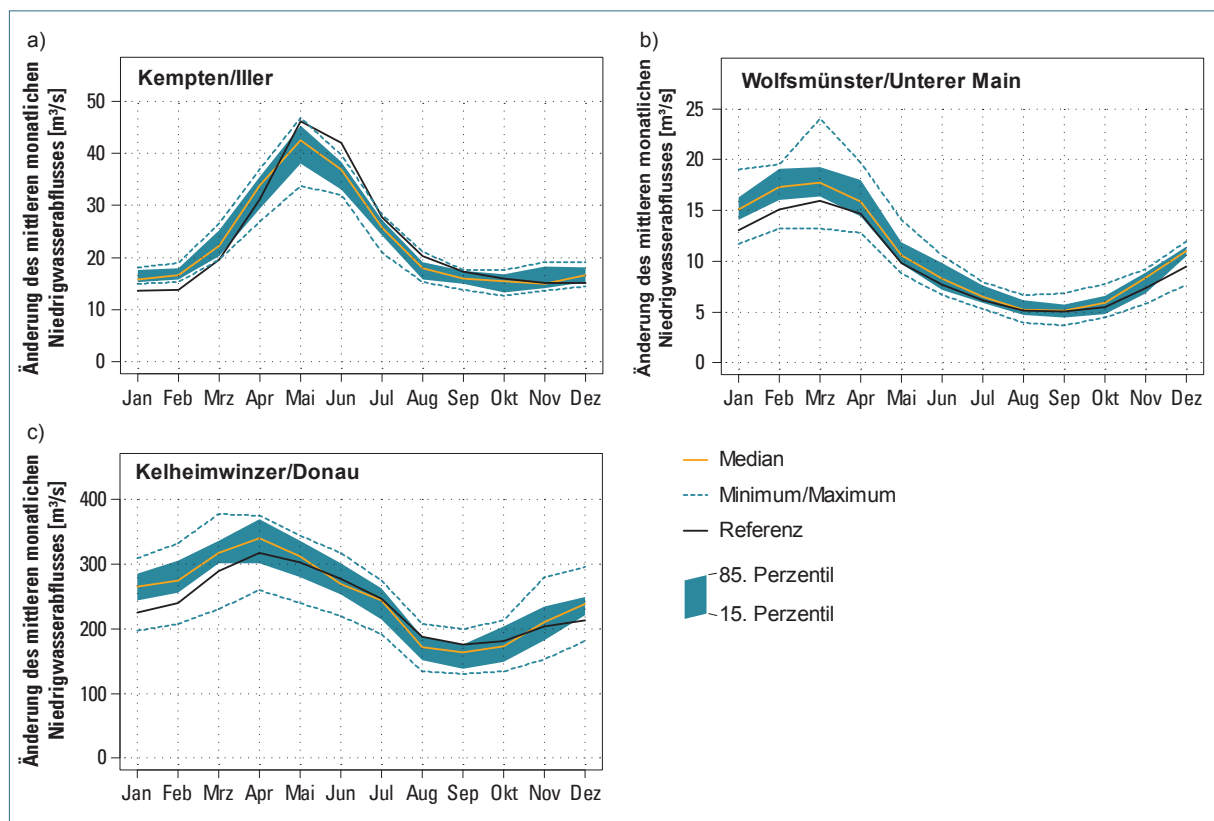 a)
Kempten/Iller
Änderung des mittleren monatlichen
Niedrigwasserabflusses [m³/s]
50
40
30
20
10
0
Jan Feb Mrz Apr Mai Jun Jul Aug Sep Okt Nov Dez
b)
Wolfsmünster/Unterer Main
Änderung des mittleren monatlichen
Niedrigwasserabflusses [m³/s]
25
20
15
10
5
0
Jan Feb Mrz Apr Mai Jun Jul Aug Sep Okt Nov Dez
c)
Kelheimwinzer/Donau
Änderung des mittleren monatlichen
Niedrigwasserabflusses [m³/s]
400
300
200
100
0
Jan Feb Mrz Apr Mai Jun Jul Aug Sep Okt Nov Dez
Median
Minimum/Maximum
Referenz
85. Perzentil
15. Perzentil